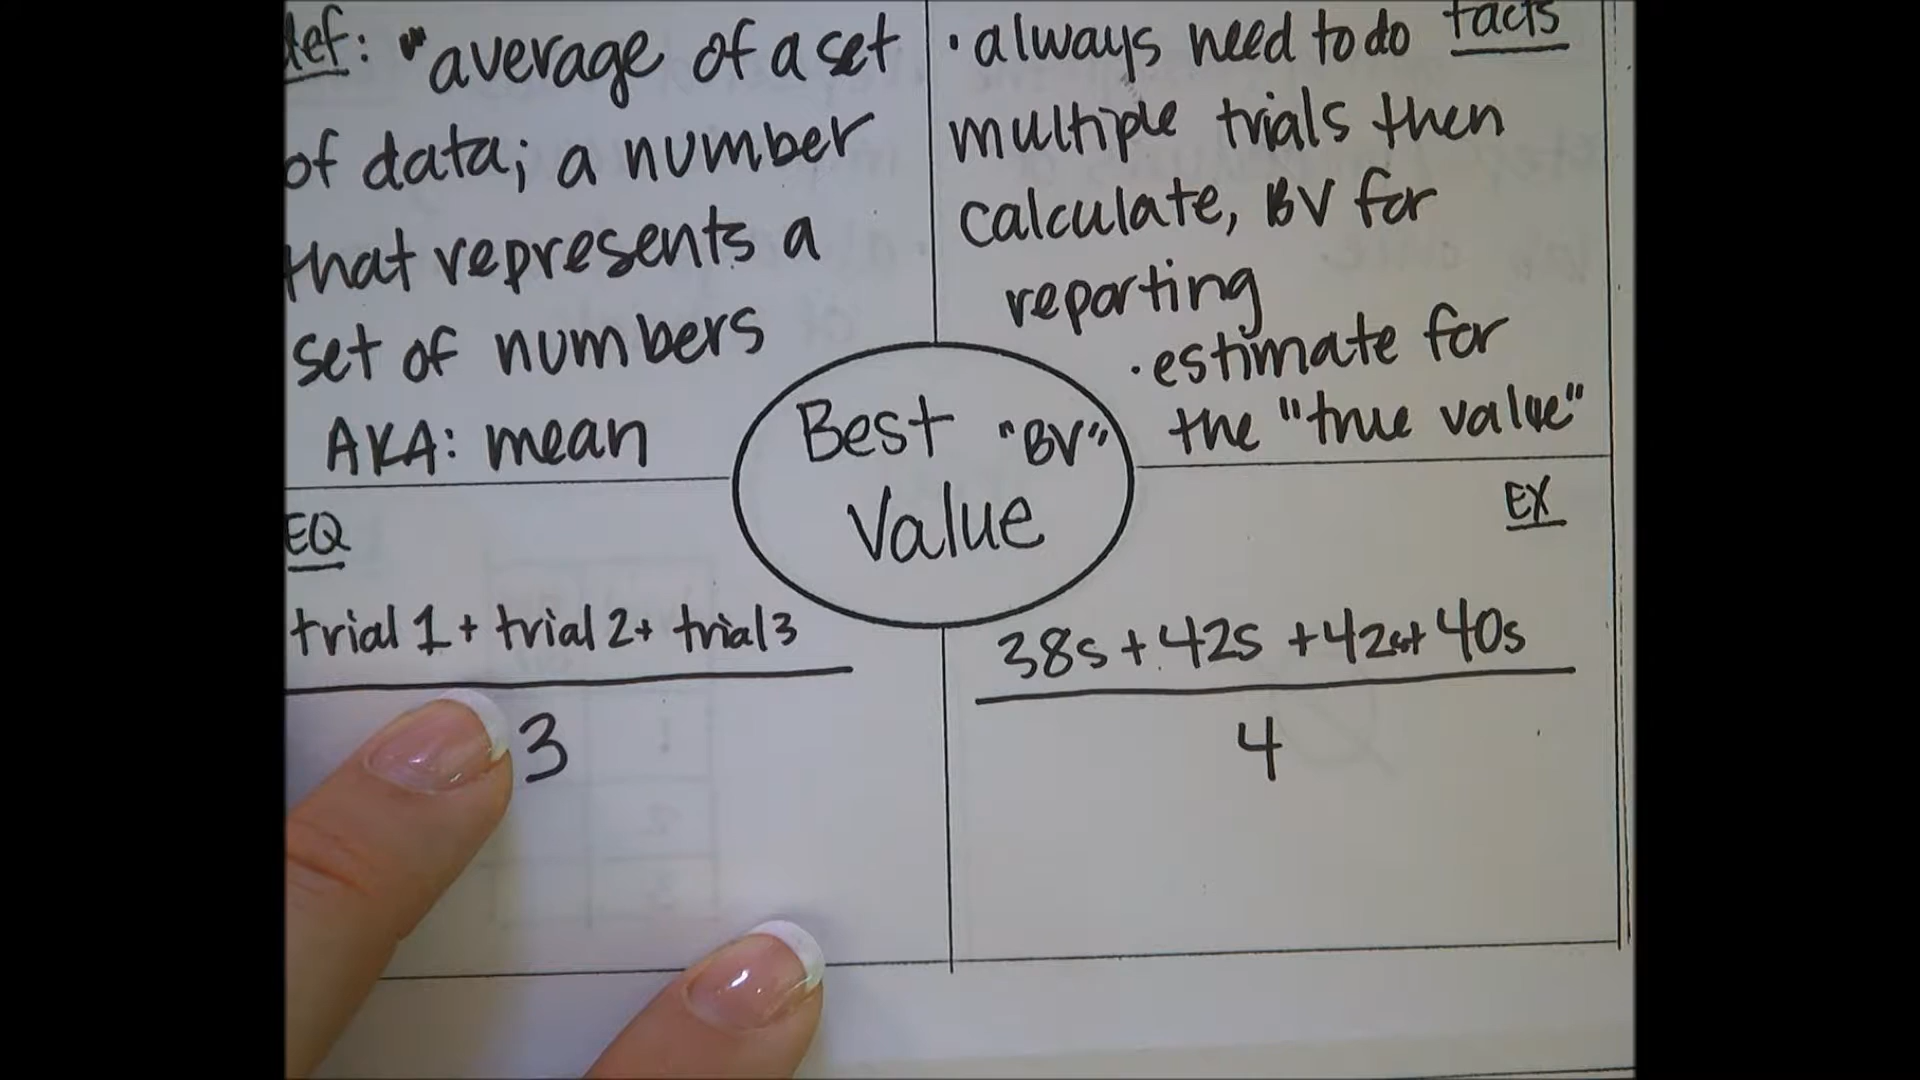 def: "average of a set
of data; a number
that represents a
set of numbers
AKA: mean
facts
• always need to do
multiple trials then
calculate, BV for
reporting
• estimate for
the "true value"
Best "BV"
Value
EQ
trial 1 + trial 2 + trial 3
3
EX
38s + 42s + 42s + 40s
4